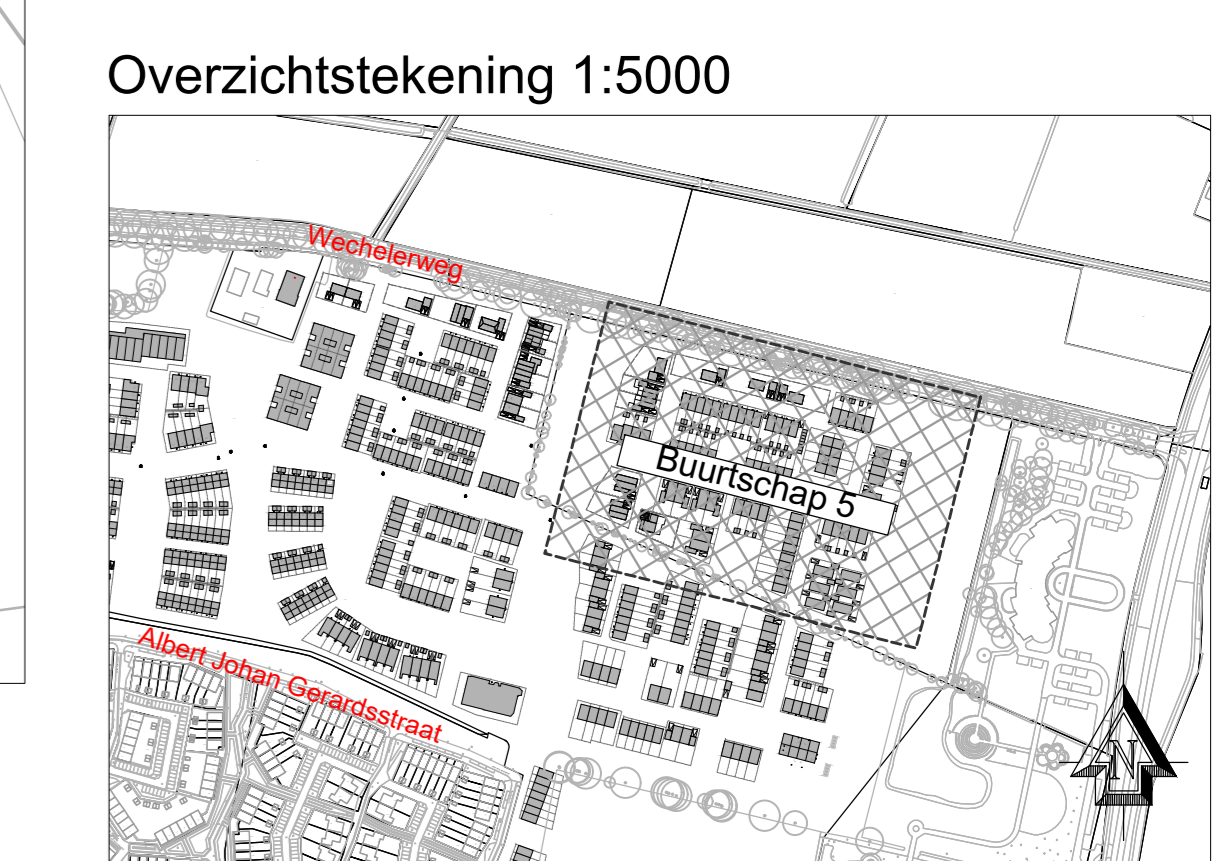 Overzichtstekening 1:5000
Wechelerweg
Buurtschap 5
Albert Johan Gerardsstraat
N